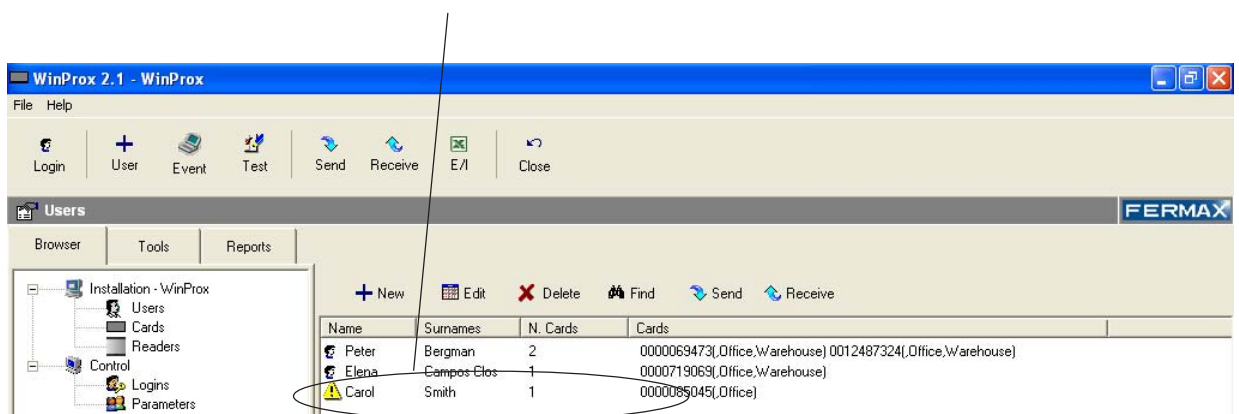 WinProx 2.1 - WinProx
File Help
Login User Event Test Send Receive E/I Close
Users FERMAX
Browser Tools Reports
Installation - WinProx
Users
Cards
Readers
Control
Logins
Parameters
New Edit Delete Find Send Receive
Name Surnames N. Cards Cards
Peter Bergman 2 0000069473(,Office,Warehouse) 0012487324(,Office,Warehouse)
Elena Campos Clos 1 0000719069(,Office,Warehouse)
Carol Smith 1 0000085045(,Office)